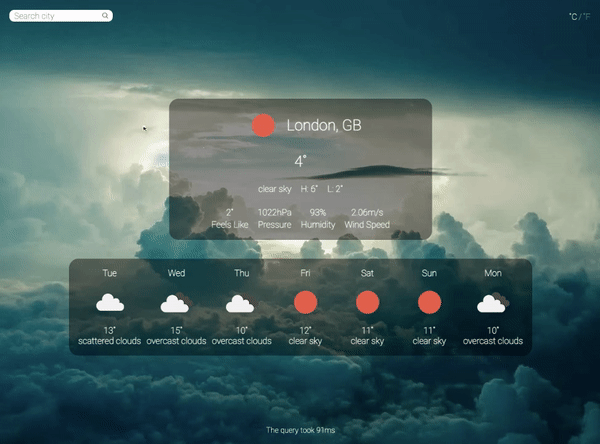 Search city
°C / °F
London, GB
4°
clear sky H: 6° L: 2°
2° 1022hPa 93% 2.06m/s
Feels Like Pressure Humidity Wind Speed
Tue Wed Thu Fri Sat Sun Mon
13° 15° 10° 12° 11° 11° 10°
scattered clouds overcast clouds overcast clouds clear sky clear sky clear sky overcast clouds
The query took 91ms